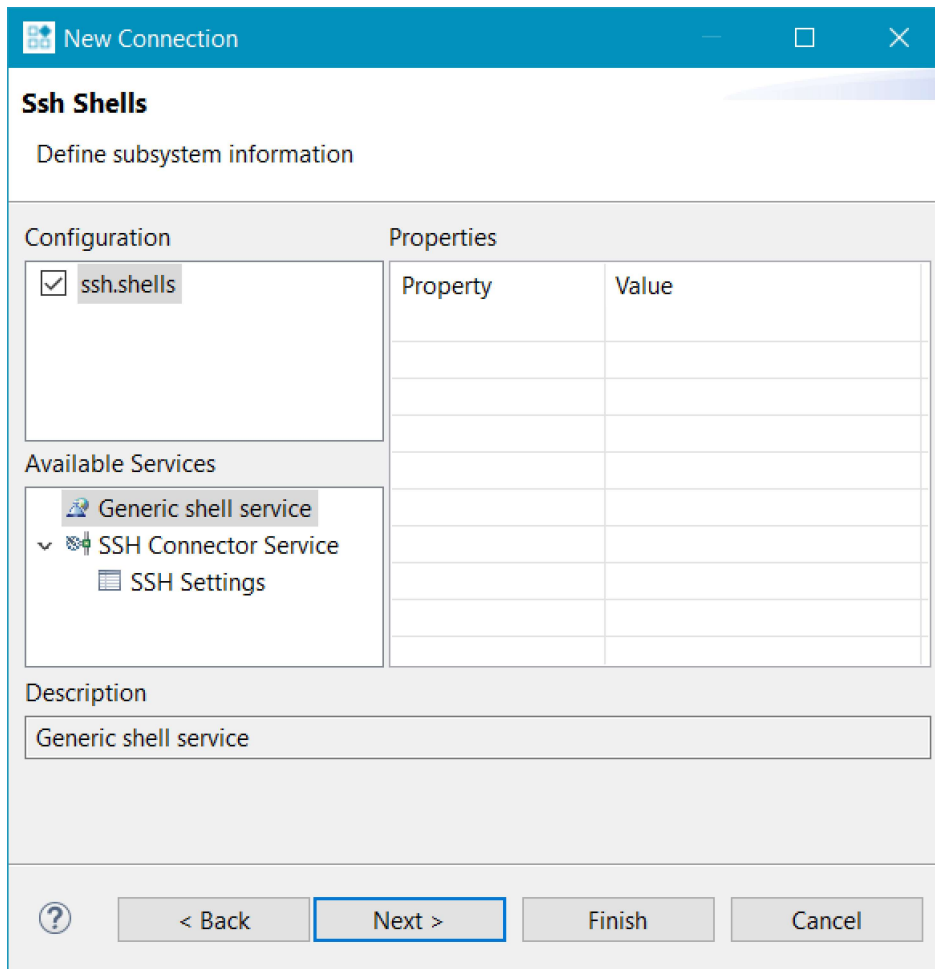 New Connection
Ssh Shells
Define subsystem information
Configuration
Properties
ssh.shells
Property
Value
Available Services
Generic shell service
SSH Connector Service
SSH Settings
Description
Generic shell service
?
< Back
Next >
Finish
Cancel